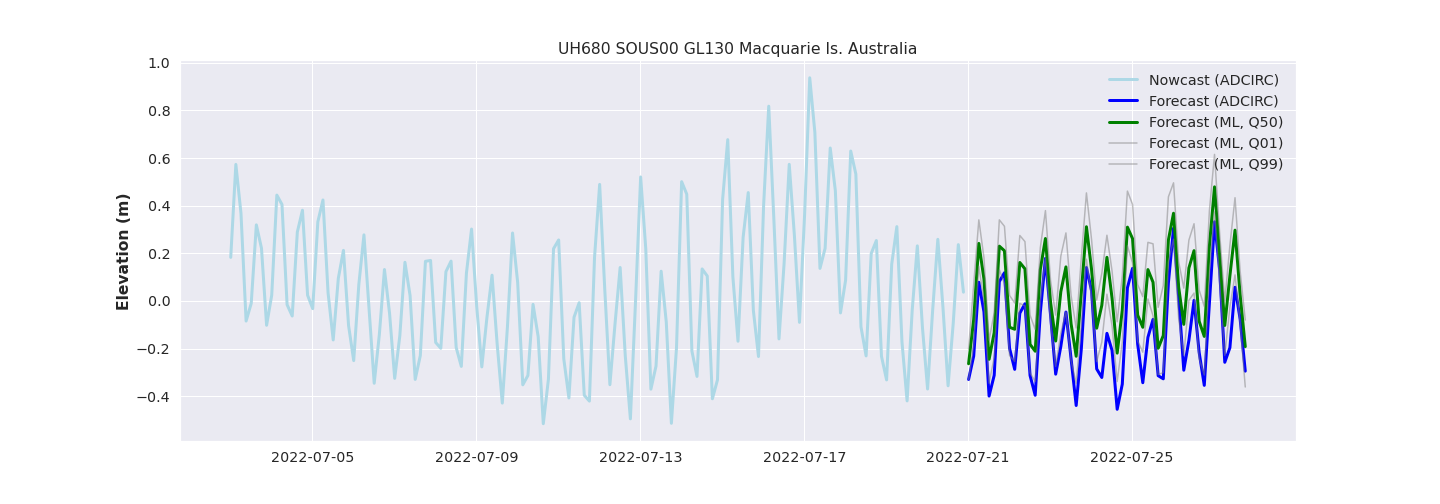 UH680 SOUS00 GL130 Macquarie Is. Australia
Elevation (m)
1.0
0.8
0.6
0.4
0.2
0.0
−0.2
−0.4
Nowcast (ADCIRC)
Forecast (ADCIRC)
Forecast (ML, Q50)
Forecast (ML, Q01)
Forecast (ML, Q99)
2022-07-05 2022-07-09 2022-07-13 2022-07-17 2022-07-21 2022-07-25